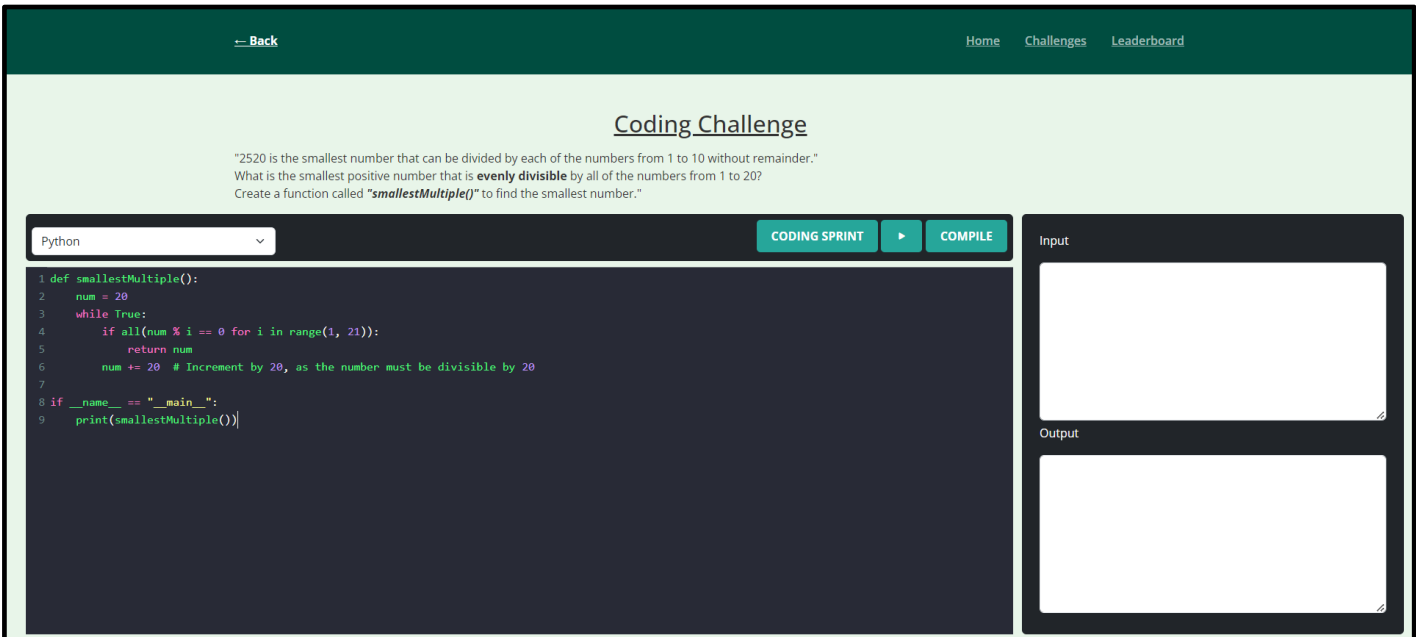 ← Back
Home Challenges Leaderboard
Coding Challenge
"2520 is the smallest number that can be divided by each of the numbers from 1 to 10 without remainder."
What is the smallest positive number that is evenly divisible by all of the numbers from 1 to 20?
Create a function called "smallestMultiple()" to find the smallest number."
Python
CODING SPRINT
COMPILE
1 def smallestMultiple():
2     num = 20
3     while True:
4         if all(num % i == 0 for i in range(1, 21)):
5             return num
6         num += 20  # Increment by 20, as the number must be divisible by 20
7
8 if __name__ == "__main__":
9     print(smallestMultiple())
Input
Output